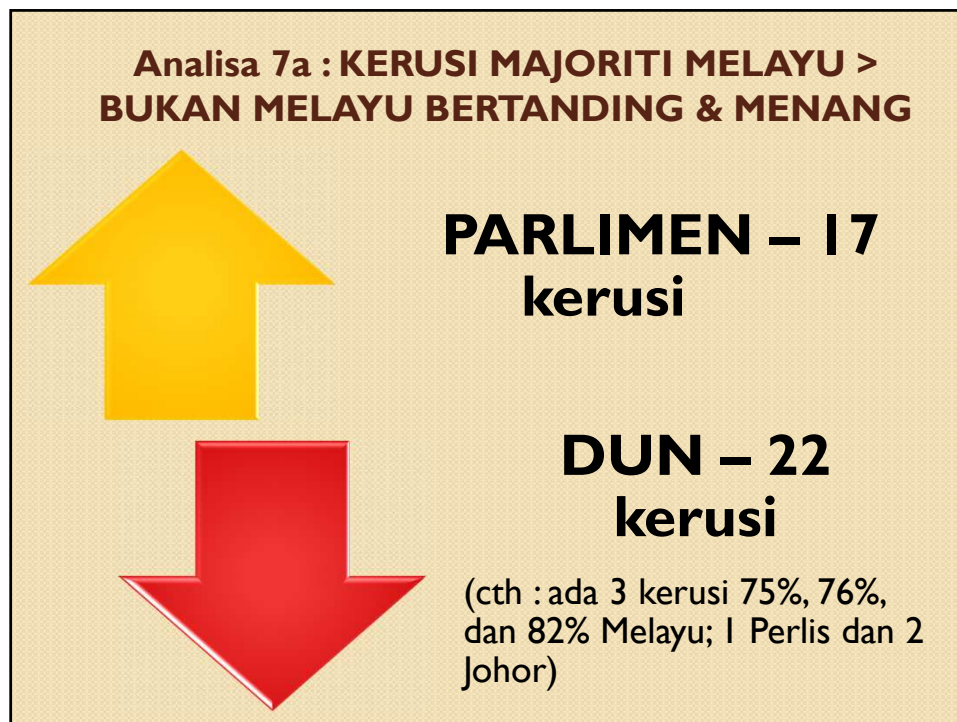 Analisa 7a : KERUSI MAJORITI MELAYU >
BUKAN MELAYU BERTANDING & MENANG
PARLIMEN – 17
kerusi
DUN – 22
kerusi
(cth : ada 3 kerusi 75%, 76%,
dan 82% Melayu; 1 Perlis dan 2
Johor)